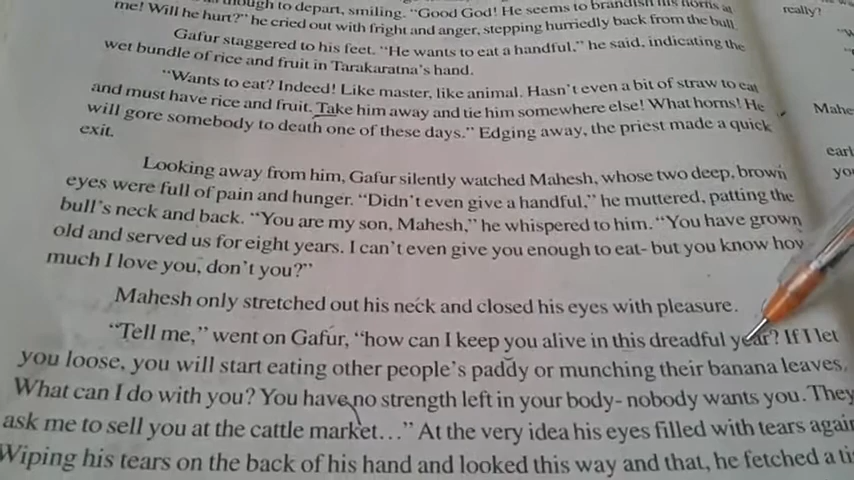 though to depart, smiling. "Good God! He seems to brandish his horns at
me! Will he hurt?" he cried out with fright and anger, stepping hurriedly back from the bull.
Gafur staggered to his feet. "He wants to eat a handful," he said, indicating the
wet bundle of rice and fruit in Tarakaratna's hand.
"Wants to eat? Indeed! Like master, like animal. Hasn't even a bit of straw to eat
and must have rice and fruit. Take him away and tie him somewhere else! What horns! He
will gore somebody to death one of these days." Edging away, the priest made a quick
exit.
Looking away from him, Gafur silently watched Mahesh, whose two deep, brown
eyes were full of pain and hunger. "Didn't even give a handful," he muttered, patting the
bull's neck and back. "You are my son, Mahesh," he whispered to him. "You have grown
old and served us for eight years. I can't even give you enough to eat- but you know how
much I love you, don't you?"
Mahesh only stretched out his neck and closed his eyes with pleasure.
"Tell me," went on Gafur, "how can I keep you alive in this dreadful year? If I let
you loose, you will start eating other people's paddy or munching their banana leaves.
What can I do with you? You have no strength left in your body- nobody wants you. They
ask me to sell you at the cattle market..." At the very idea his eyes filled with tears again
Wiping his tears on the back of his hand and looked this way and that, he fetched a
really?
Mahe
earl
yo